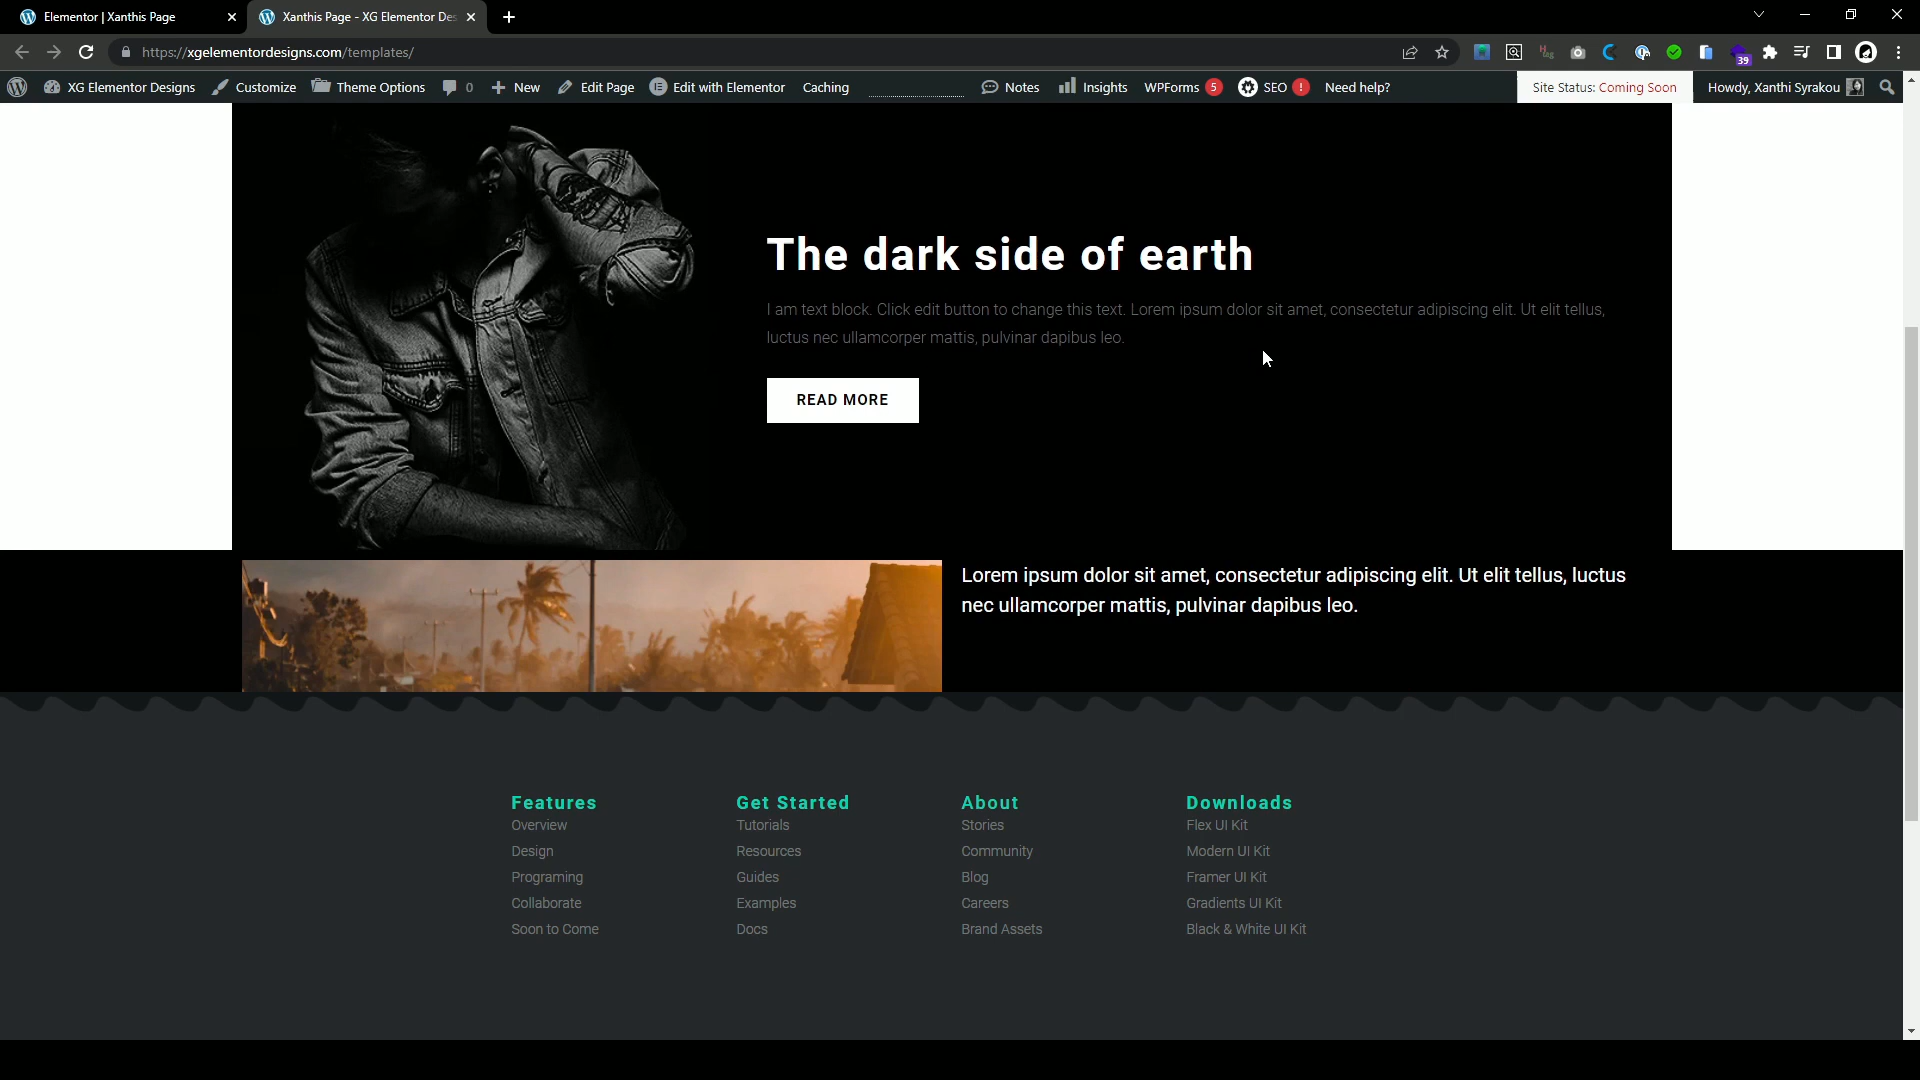 Elementor | Xanthis Page
Xanthis Page - XG Elementor Des
https://xgelementordesigns.com/templates/
39
XG Elementor Designs
Customize
Theme Options
0
New
Edit Page
Edit with Elementor
Caching
Notes
Insights
WPForms 5
SEO !
Need help?
Site Status: Coming Soon
Howdy, Xanthi Syrakou
The dark side of earth
I am text block. Click edit button to change this text. Lorem ipsum dolor sit amet, consectetur adipiscing elit. Ut elit tellus,
luctus nec ullamcorper mattis, pulvinar dapibus leo.
READ MORE
Lorem ipsum dolor sit amet, consectetur adipiscing elit. Ut elit tellus, luctus
nec ullamcorper mattis, pulvinar dapibus leo.
Features
Overview
Design
Programing
Collaborate
Soon to Come
Get Started
Tutorials
Resources
Guides
Examples
Docs
About
Stories
Community
Blog
Careers
Brand Assets
Downloads
Flex UI Kit
Modern UI Kit
Framer UI Kit
Gradients UI Kit
Black & White UI Kit